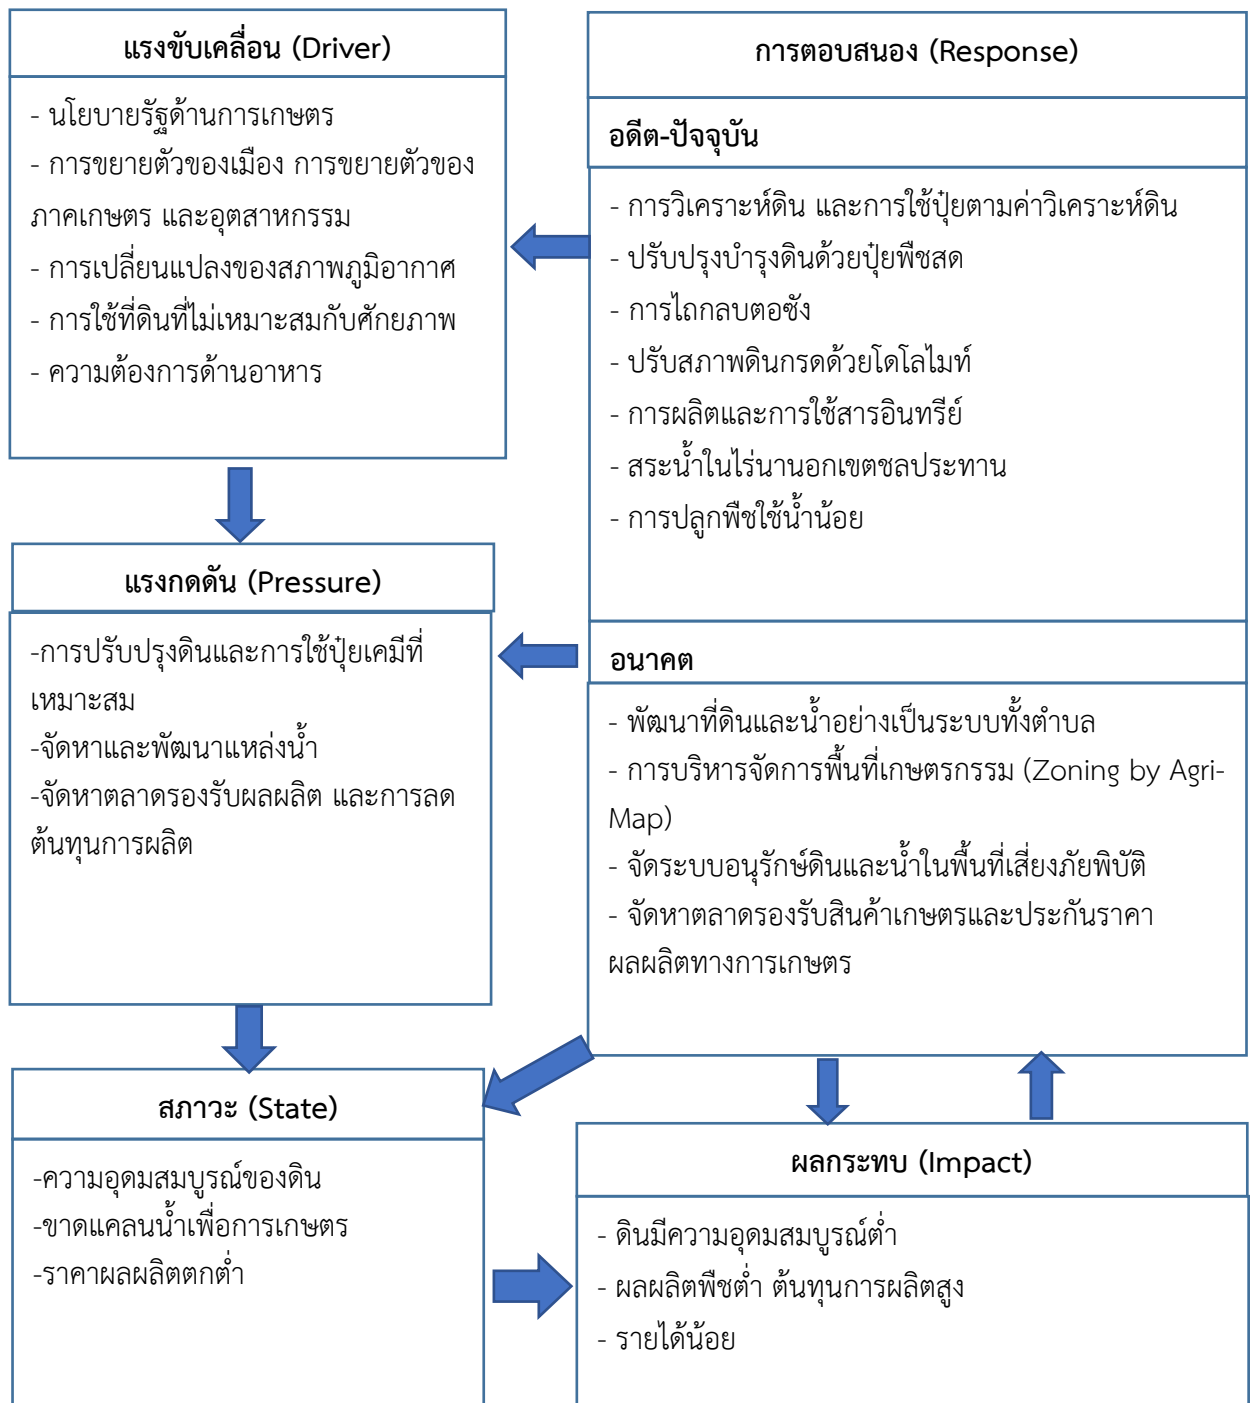 แรงขับเคลื่อน (Driver)
- นโยบายรัฐด้านการเกษตร
- การขยายตัวของเมือง การขยายตัวของ
ภาคเกษตร และอุตสาหกรรม
- การเปลี่ยนแปลงของสภาพภูมิอากาศ
- การใช้ที่ดินที่ไม่เหมาะสมกับศักยภาพ
- ความต้องการด้านอาหาร
แรงกดดัน (Pressure)
-การปรับปรุงดินและการใช้ปุ๋ยเคมีที่
เหมาะสม
-จัดหาและพัฒนาแหล่งน้ำ
-จัดหาตลาดรองรับผลผลิต และการลด
ต้นทุนการผลิต
สภาวะ (State)
-ความอุดมสมบูรณ์ของดิน
-ขาดแคลนน้ำเพื่อการเกษตร
-ราคาผลผลิตตกต่ำ
การตอบสนอง (Response)
อดีต-ปัจจุบัน
- การวิเคราะห์ดิน และการใช้ปุ๋ยตามค่าวิเคราะห์ดิน
- ปรับปรุงบำรุงดินด้วยปุ๋ยพืชสด
- การไถกลบตอซัง
- ปรับสภาพดินกรดด้วยโดโลไมท์
- การผลิตและการใช้สารอินทรีย์
- สระน้ำในไร่นานอกเขตชลประทาน
- การปลูกพืชใช้น้ำน้อย
อนาคต
- พัฒนาที่ดินและน้ำอย่างเป็นระบบทั้งตำบล
- การบริหารจัดการพื้นที่เกษตรกรรม (Zoning by Agri-
Map)
- จัดระบบอนุรักษ์ดินและน้ำในพื้นที่เสี่ยงภัยพิบัติ
- จัดหาตลาดรองรับสินค้าเกษตรและประกันราคา
ผลผลิตทางการเกษตร
ผลกระทบ (Impact)
- ดินมีความอุดมสมบูรณ์ต่ำ
- ผลผลิตพืชต่ำ ต้นทุนการผลิตสูง
- รายได้น้อย